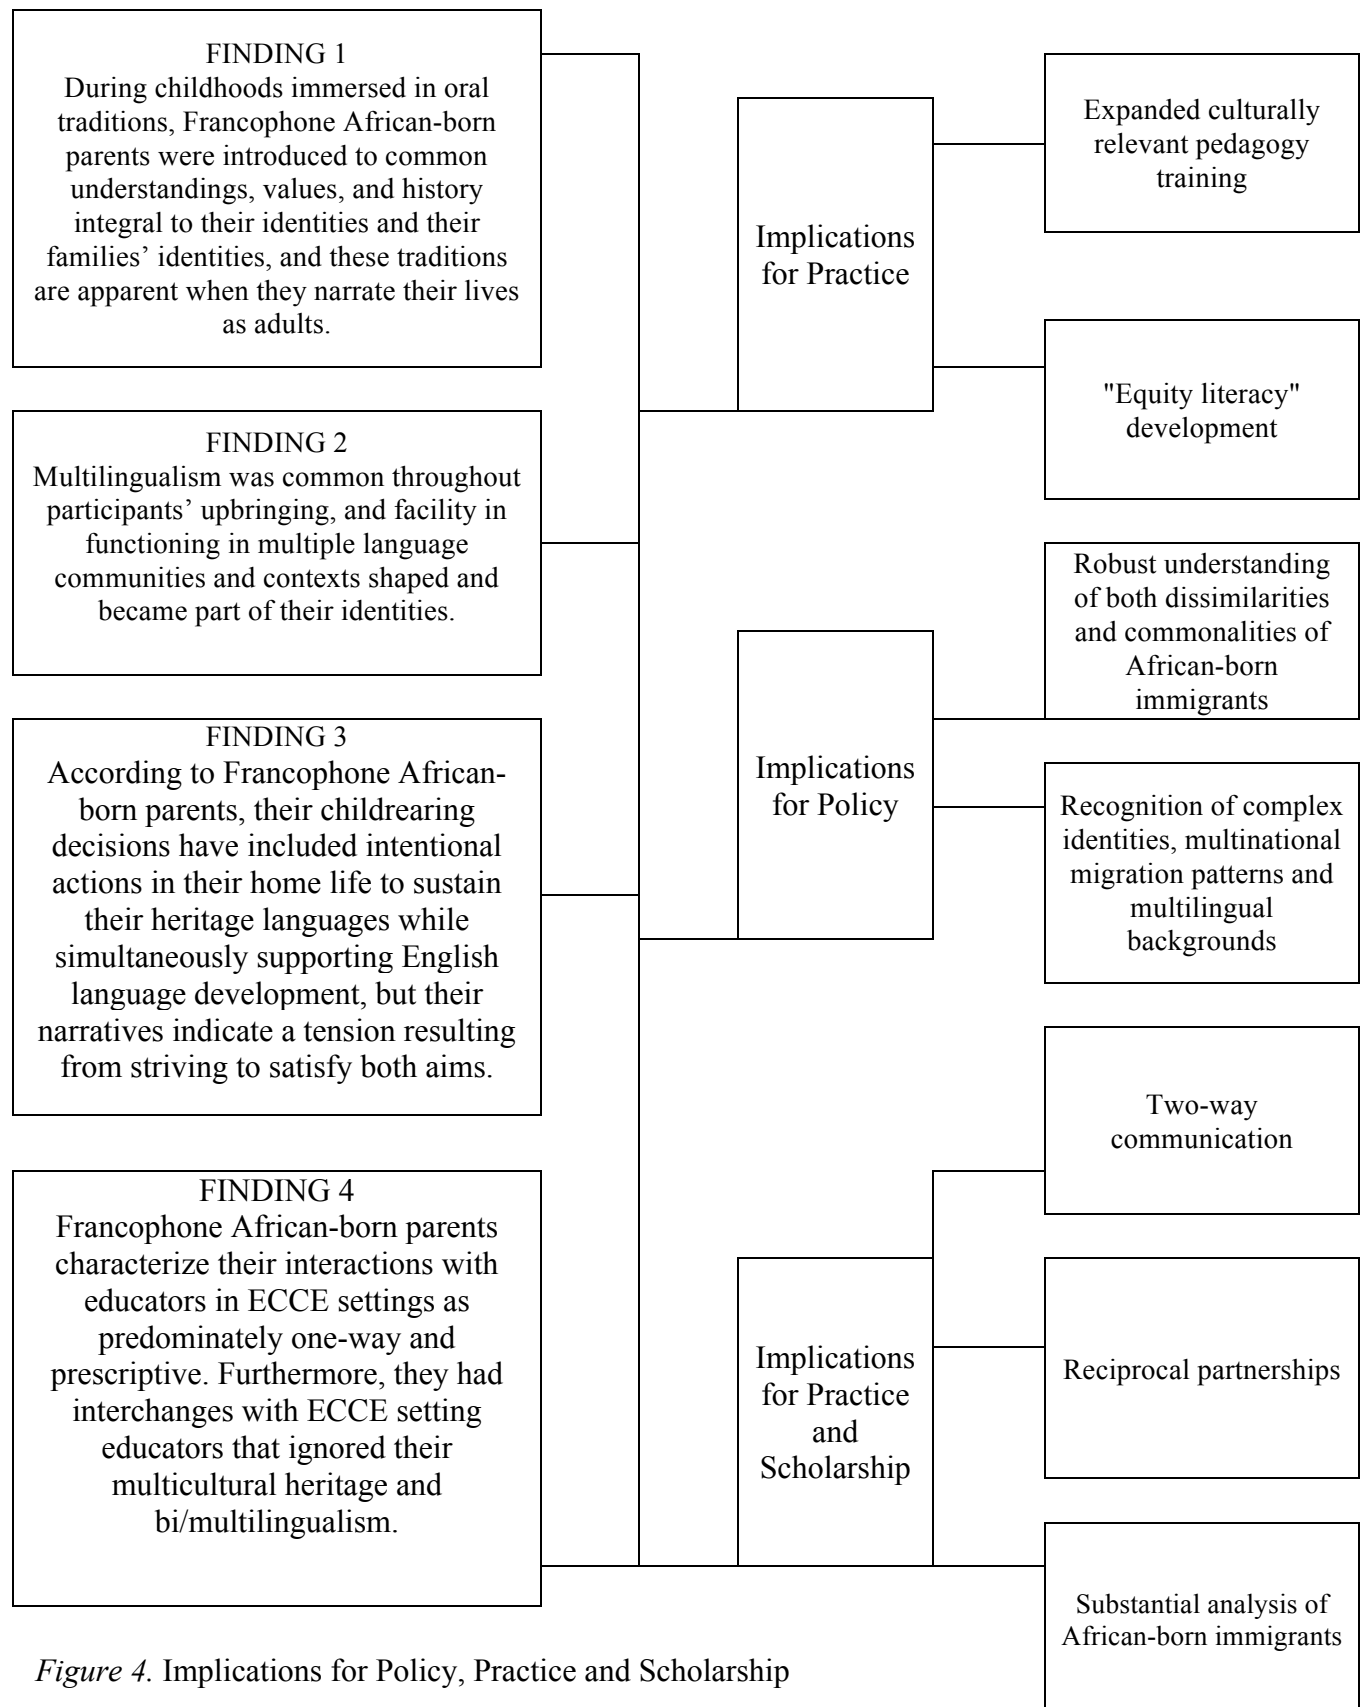 FINDING 1
During childhoods immersed in oral
traditions, Francophone African-born
parents were introduced to common
understandings, values, and history
integral to their identities and their
families’ identities, and these traditions
are apparent when they narrate their lives
as adults.
FINDING 2
Multilingualism was common throughout
participants’ upbringing, and facility in
functioning in multiple language
communities and contexts shaped and
became part of their identities.
FINDING 3
According to Francophone African-
born parents, their childrearing
decisions have included intentional
actions in their home life to sustain
their heritage languages while
simultaneously supporting English
language development, but their
narratives indicate a tension resulting
from striving to satisfy both aims.
FINDING 4
Francophone African-born parents
characterize their interactions with
educators in ECCE settings as
predominately one-way and
prescriptive. Furthermore, they had
interchanges with ECCE setting
educators that ignored their
multicultural heritage and
bi/multilingualism.
Implications
for Practice
Implications
for Policy
Implications
for Practice
and
Scholarship
Expanded culturally
relevant pedagogy
training
"Equity literacy"
development
Robust understanding
of both dissimilarities
and commonalities of
African-born
immigrants
Recognition of complex
identities, multinational
migration patterns and
multilingual
backgrounds
Two-way
communication
Reciprocal partnerships
Substantial analysis of
African-born immigrants
Figure 4. Implications for Policy, Practice and Scholarship